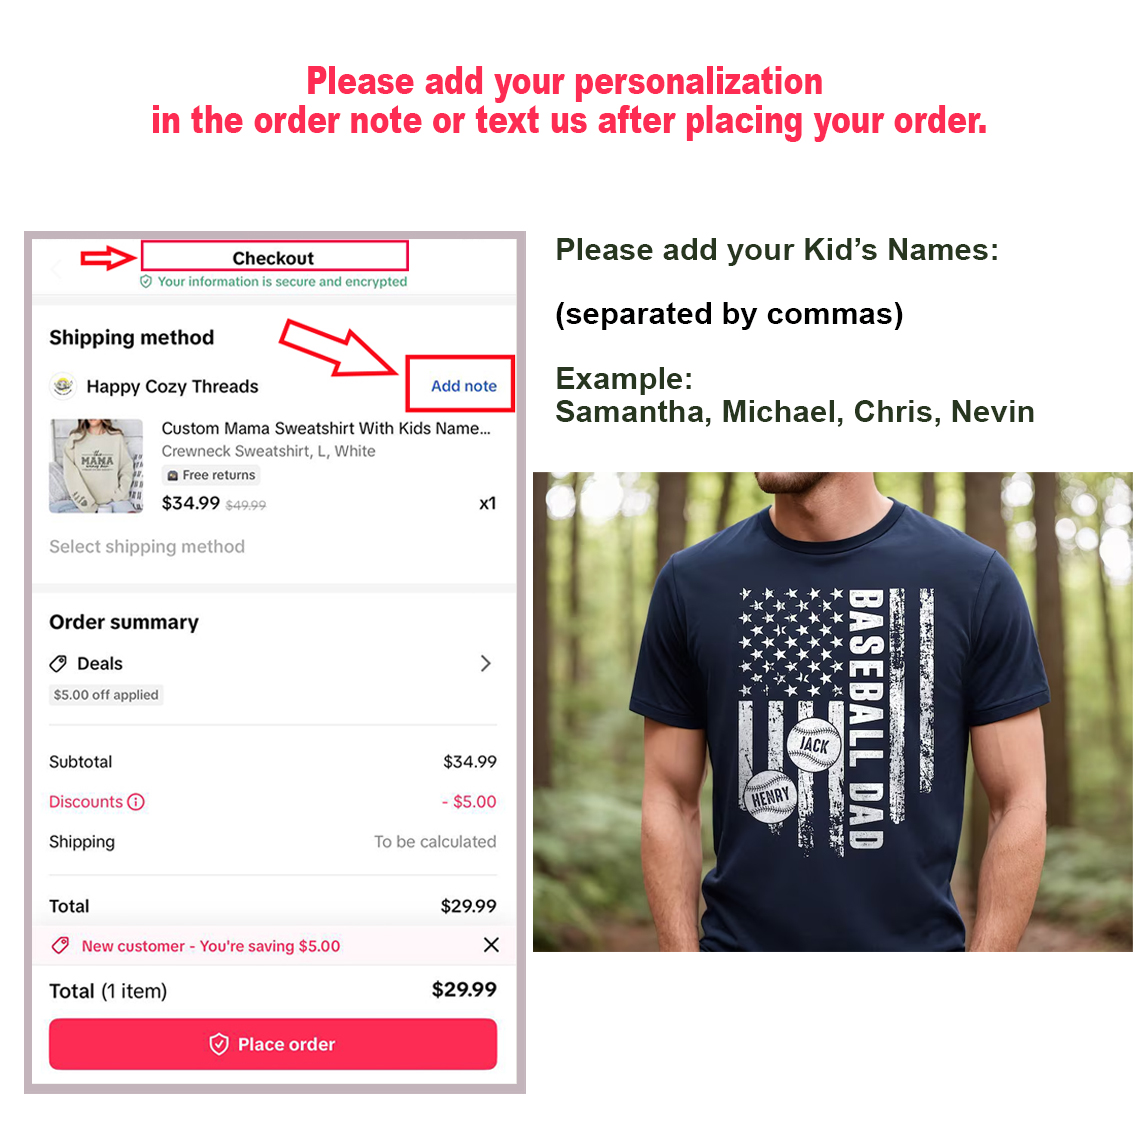 Please add your personalization
in the order note or text us after placing your order.
Checkout
Your information is secure and encrypted
Shipping method
Happy Cozy Threads
Add note
Custom Mama Sweatshirt With Kids Name...
Crewneck Sweatshirt, L, White
MAMA
Free returns
$34.99 $49.99
x1
Select shipping method
Order summary
Deals
$5.00 off applied
Subtotal
$34.99
Discounts
- $5.00
Shipping
To be calculated
Total
$29.99
New customer - You're saving $5.00
Total (1 item)
$29.99
Place order
Please add your Kid’s Names:
(separated by commas)
Example:
Samantha, Michael, Chris, Nevin
BASEBALL DAD
JACK
HENRY